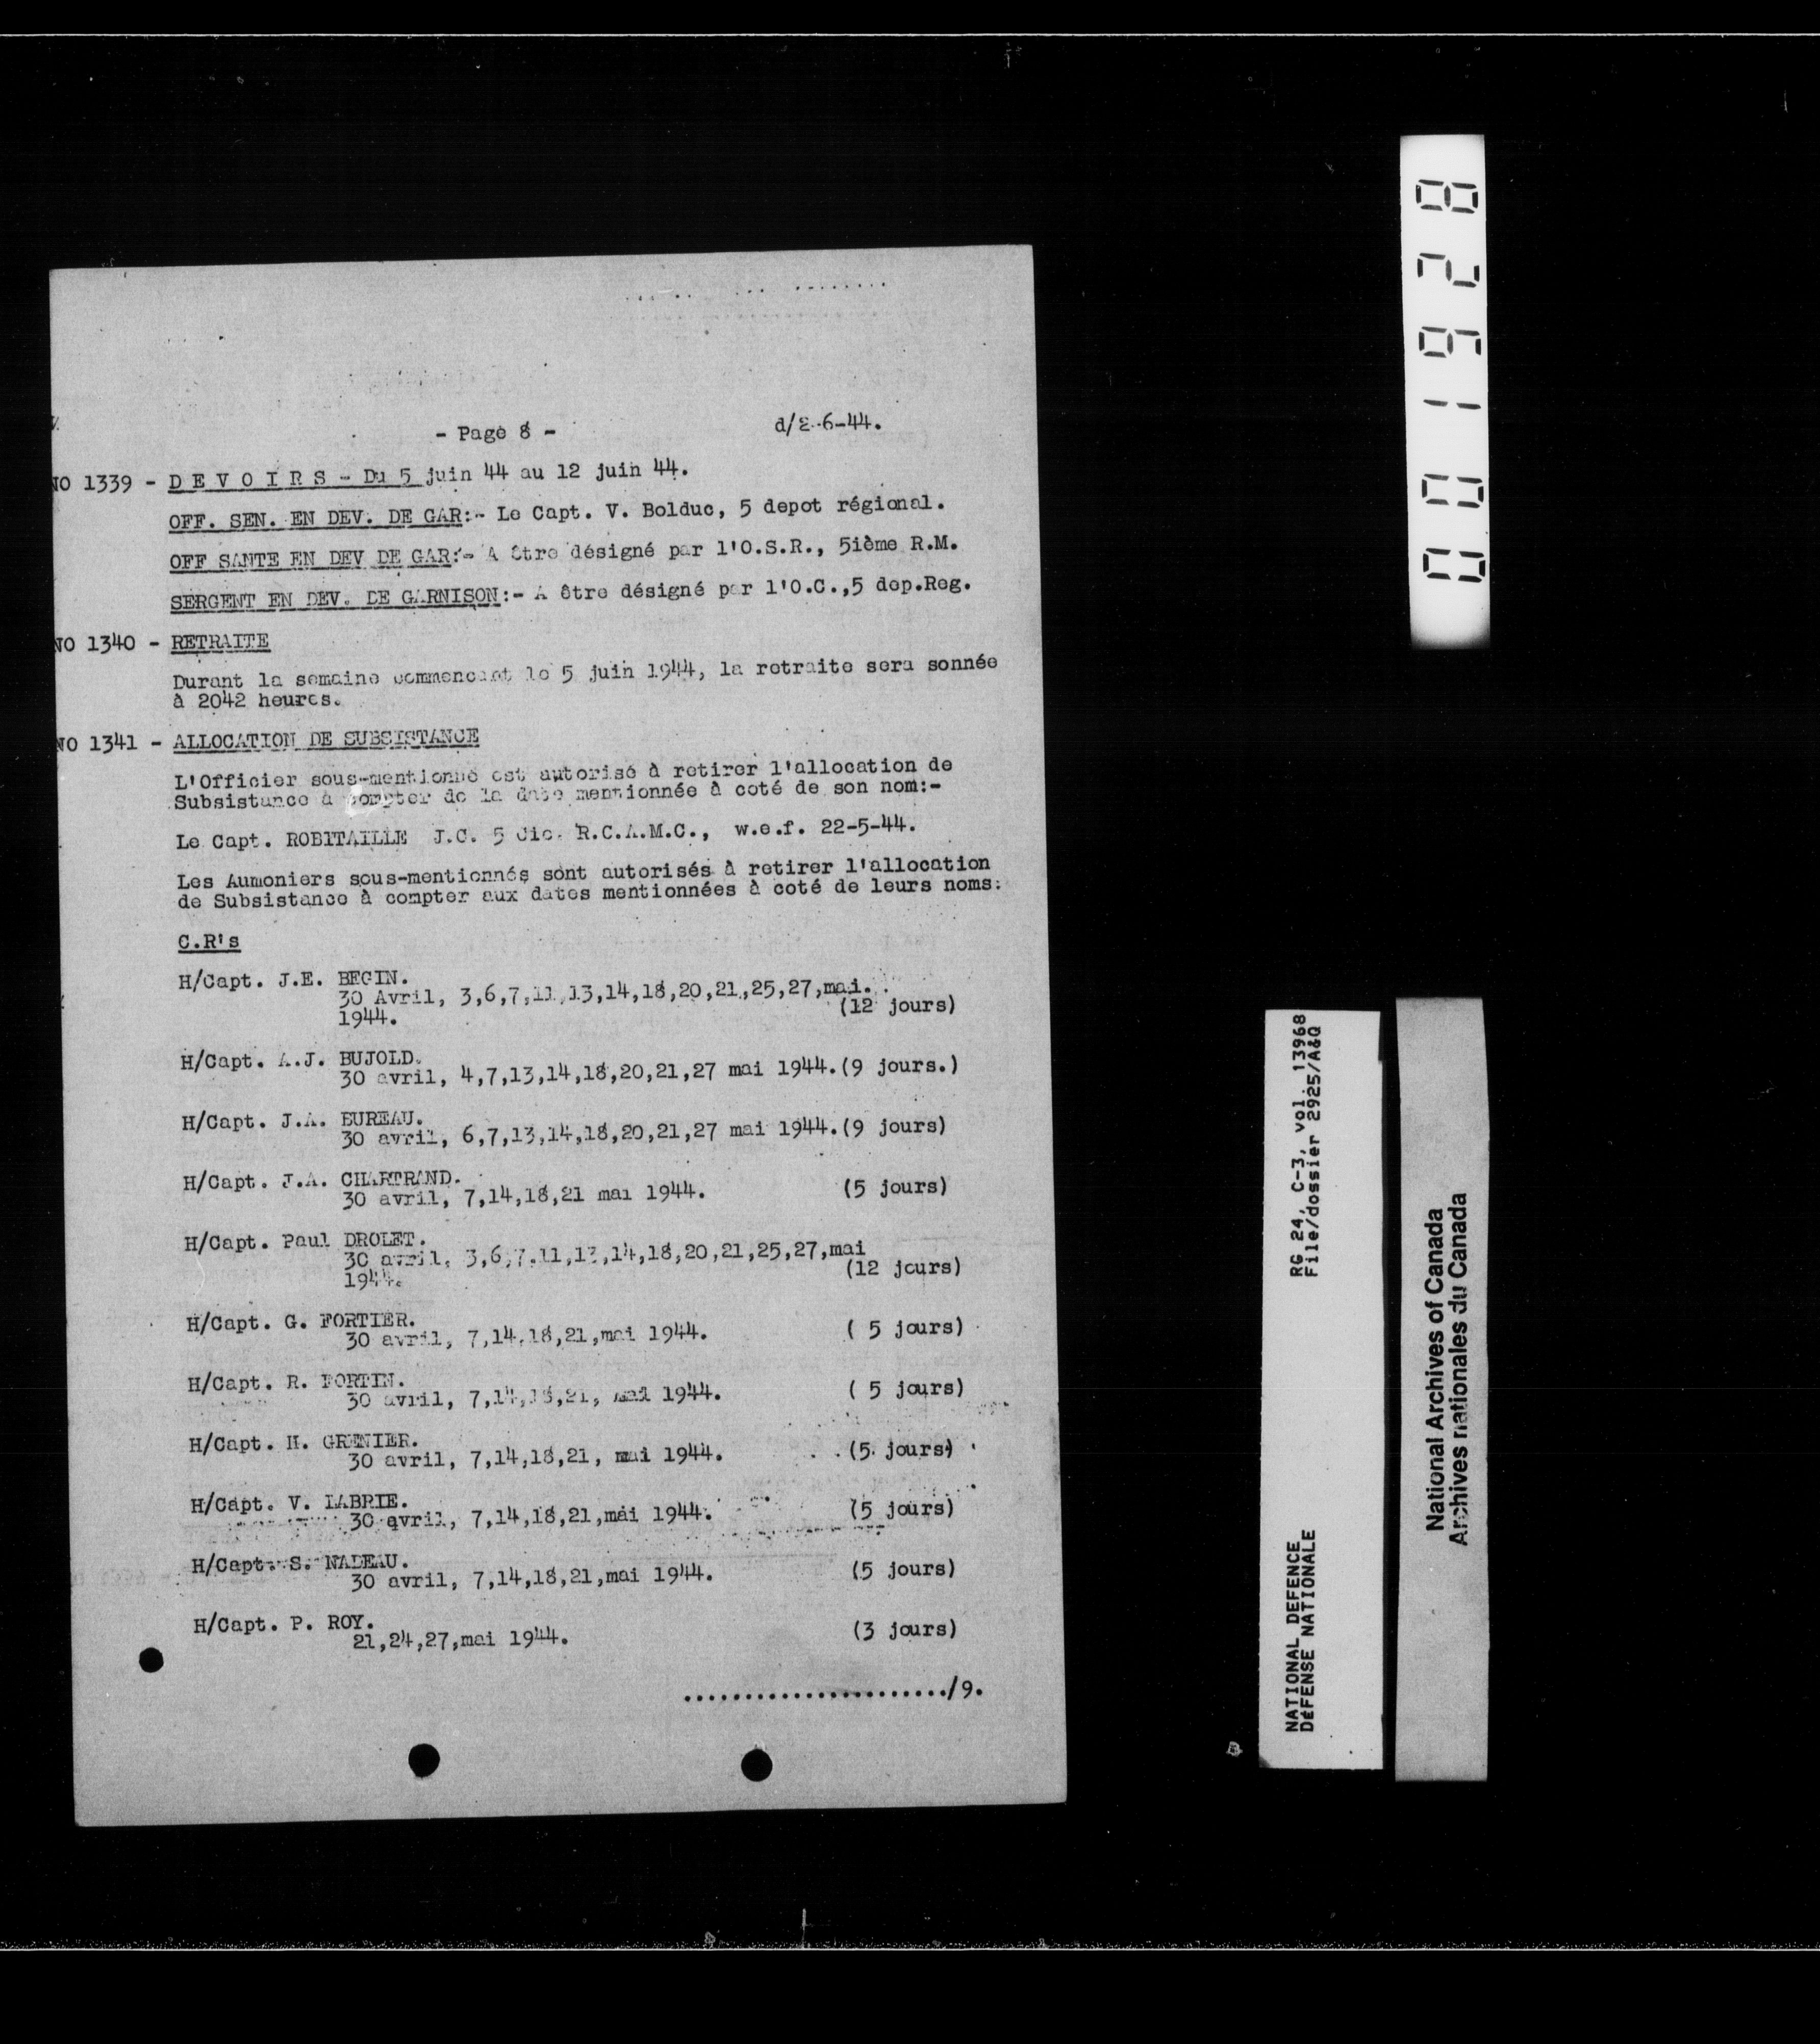 - Page 8 -
d/2-6-44.
NO 1339 - D E V O I R S - Du 5 juin 44 au 12 juin 44.
OFF. SEN. EN DEV. DE GAR:- Le Capt. V. Bolduc, 5 depot régional.
OFF SANTE EN DEV DE GAR:- A être désigné par l'O.S.R., 5ième R.M.
SERGENT EN DEV. DE GARNISON:- A être désigné par l'O.C.,5 dep.Reg.
NO 1340 - RETRAITE
Durant la semaine commencant le 5 juin 1944, la retraite sera sonnée
à 2042 heures.
NO 1341 - ALLOCATION DE SUBSISTANCE
L'Officier sous-mentionné est autorisé à retirer l'allocation de
Subsistance à compter de la date mentionnée à coté de son nom:-
Le Capt. ROBITAILLE J.C. 5 Cie. R.C.A.M.C., w.e.f. 22-5-44.
Les Aumoniers sous-mentionnés sont autorisés à retirer l'allocation
de Subsistance à compter aux dates mentionnées à coté de leurs noms:
C.R's
H/Capt. J.E. BEGIN.
30 Avril, 3,6,7,11,13,14,18,20,21,25,27,mai.
1944. (12 jours)
H/Capt. A.J. BUJOLD.
30 avril, 4,7,13,14,18,20,21,27 mai 1944.(9 jours.)
H/Capt. J.A. BUREAU.
30 avril, 6,7,13,14,18,20,21,27 mai 1944.(9 jours)
H/Capt. J.A. CHARTRAND.
30 avril, 7,14,18,21 mai 1944. (5 jours)
H/Capt. Paul DROLET.
30 avril, 3,6,7,11,13,14,18,20,21,25,27,mai
1944. (12 jours)
H/Capt. G. FORTIER.
30 avril, 7,14,18,21,mai 1944. ( 5 jours)
H/Capt. R. FORTIN.
30 avril, 7,14,18,21, mai 1944. ( 5 jours)
H/Capt. H. GRENIER.
30 avril, 7,14,18,21, mai 1944. (5 jours)
H/Capt. V. LABRIE.
30 avril, 7,14,18,21,mai 1944. (5 jours)
H/Capt. S. NADEAU.
30 avril, 7,14,18,21,mai 1944. (5 jours)
H/Capt. P. ROY.
21,24,27,mai 1944. (3 jours)
......................./9.
001928
NATIONAL DEFENCE RG 24, C-3, vol. 13968
DÉFENSE NATIONALE File/dossier 2925/A&Q
National Archives of Canada
Archives nationales du Canada